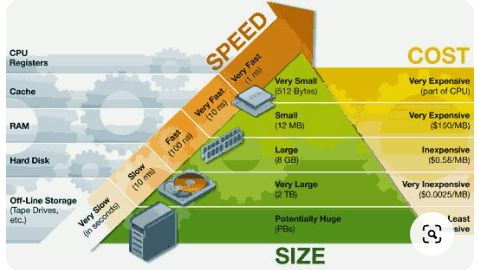 SPEED
COST
CPU
Registers
Very Fast
(1 ns)
Very Small
(512 Bytes)
Very Expensive
(part of CPU)
Cache
Very Fast
(10 ns)
Small
(12 MB)
Very Expensive
($150/MB)
RAM
Fast
(100 ns)
Large
(8 GB)
Inexpensive
($0.58/MB)
Hard Disk
Slow
(10 ms)
Very Large
(2 TB)
Very Inexpensive
($0.0025/MB)
Off-Line Storage
(Tape Drives,
etc.)
Very Slow
(in seconds)
Potentially Huge
(PBs)
Least
SIZE